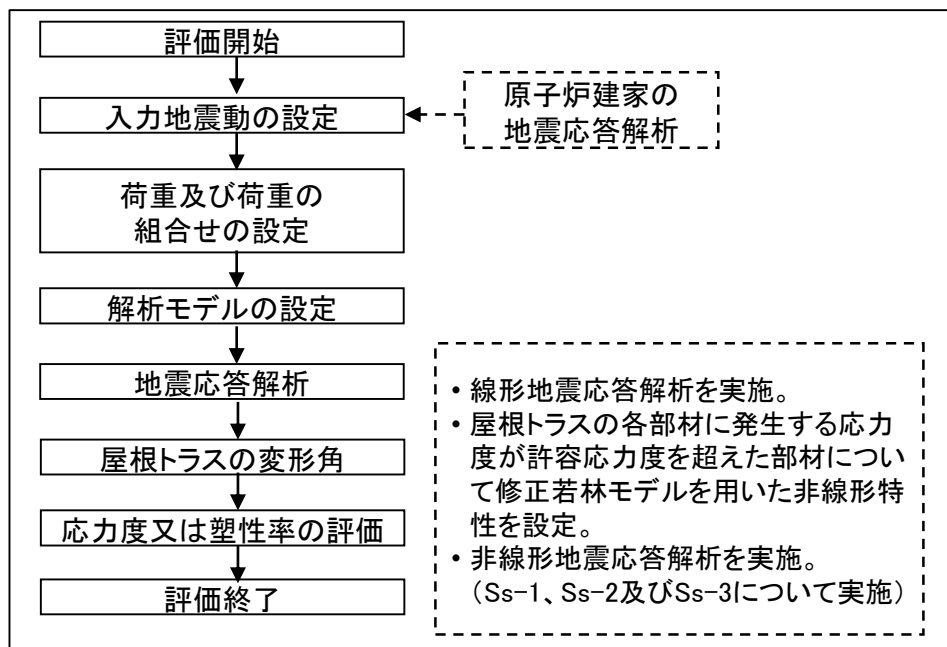 評価開始
入力地震動の設定
原子炉建家の
地震応答解析
荷重及び荷重の
組合せの設定
解析モデルの設定
地震応答解析
屋根トラスの変形角
応力度又は塑性率の評価
評価終了
・線形地震応答解析を実施。
・屋根トラスの各部材に発生する応力
度が許容応力度を超えた部材につい
て修正若林モデルを用いた非線形特
性を設定。
・非線形地震応答解析を実施。
（Ss-1、Ss-2及びSs-3について実施）